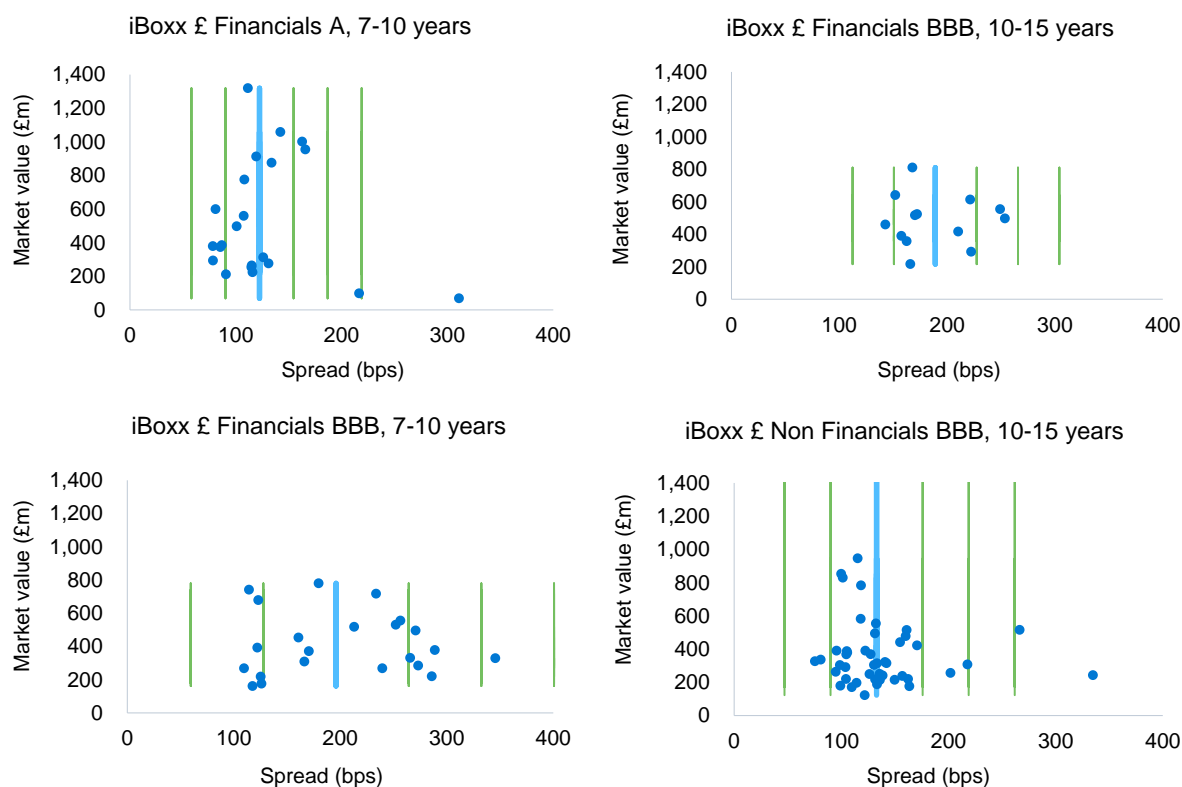 iBoxx £ Financials A, 7-10 years
Market value (£m)
1,400
1,200
1,000
800
600
400
200
0
0 100 200 300 400
Spread (bps)
iBoxx £ Financials BBB, 10-15 years
Market value (£m)
1,400
1,200
1,000
800
600
400
200
0
0 100 200 300 400
Spread (bps)
iBoxx £ Financials BBB, 7-10 years
Market value (£m)
1,400
1,200
1,000
800
600
400
200
0
0 100 200 300 400
Spread (bps)
iBoxx £ Non Financials BBB, 10-15 years
Market value (£m)
1,400
1,200
1,000
800
600
400
200
0
0 100 200 300 400
Spread (bps)